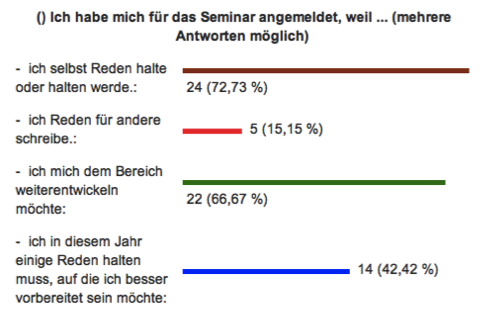 () Ich habe mich für das Seminar angemeldet, weil ... (mehrere
Antworten möglich)
- ich selbst Reden halte
oder halten werde.:
24 (72,73 %)
- ich Reden für andere
schreibe.:
5 (15,15 %)
- ich mich dem Bereich
weiterentwickeln
möchte:
22 (66,67 %)
- ich in diesem Jahr
einige Reden halten
muss, auf die ich besser
vorbereitet sein möchte:
14 (42,42 %)